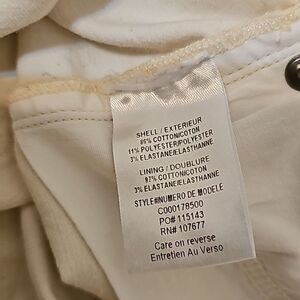 SHELL / EXTERIEUR
86% COTTON/COTON
11% POLYESTER/POLYESTER
3% ELASTANE/ELASTHANNE
LINING / DOUBLURE
97% COTTON/COTON
3% ELASTANE/ELASTHANNE
STYLE#NUMERO DE MODELE
C000178500
PO# 115143
RN# 107677
Care on reverse
Entretien Au Verso